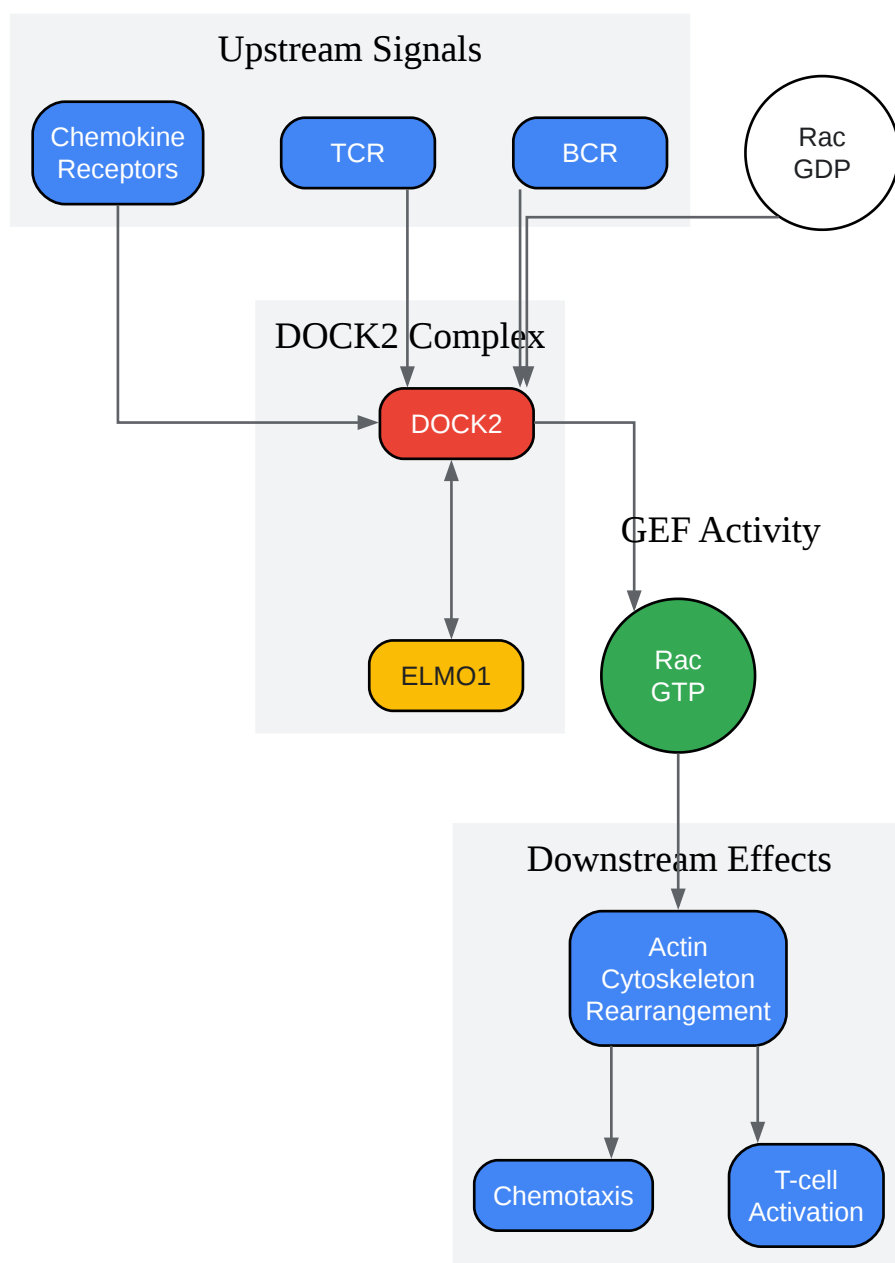 Upstream Signals
Chemokine
Receptors
TCR
BCR
Rac
GDP
DOCK2 Complex
DOCK2
GEF Activity
ELMO1
Rac
GTP
Downstream Effects
Actin
Cytoskeleton
Rearrangement
Chemotaxis
T-cell
Activation